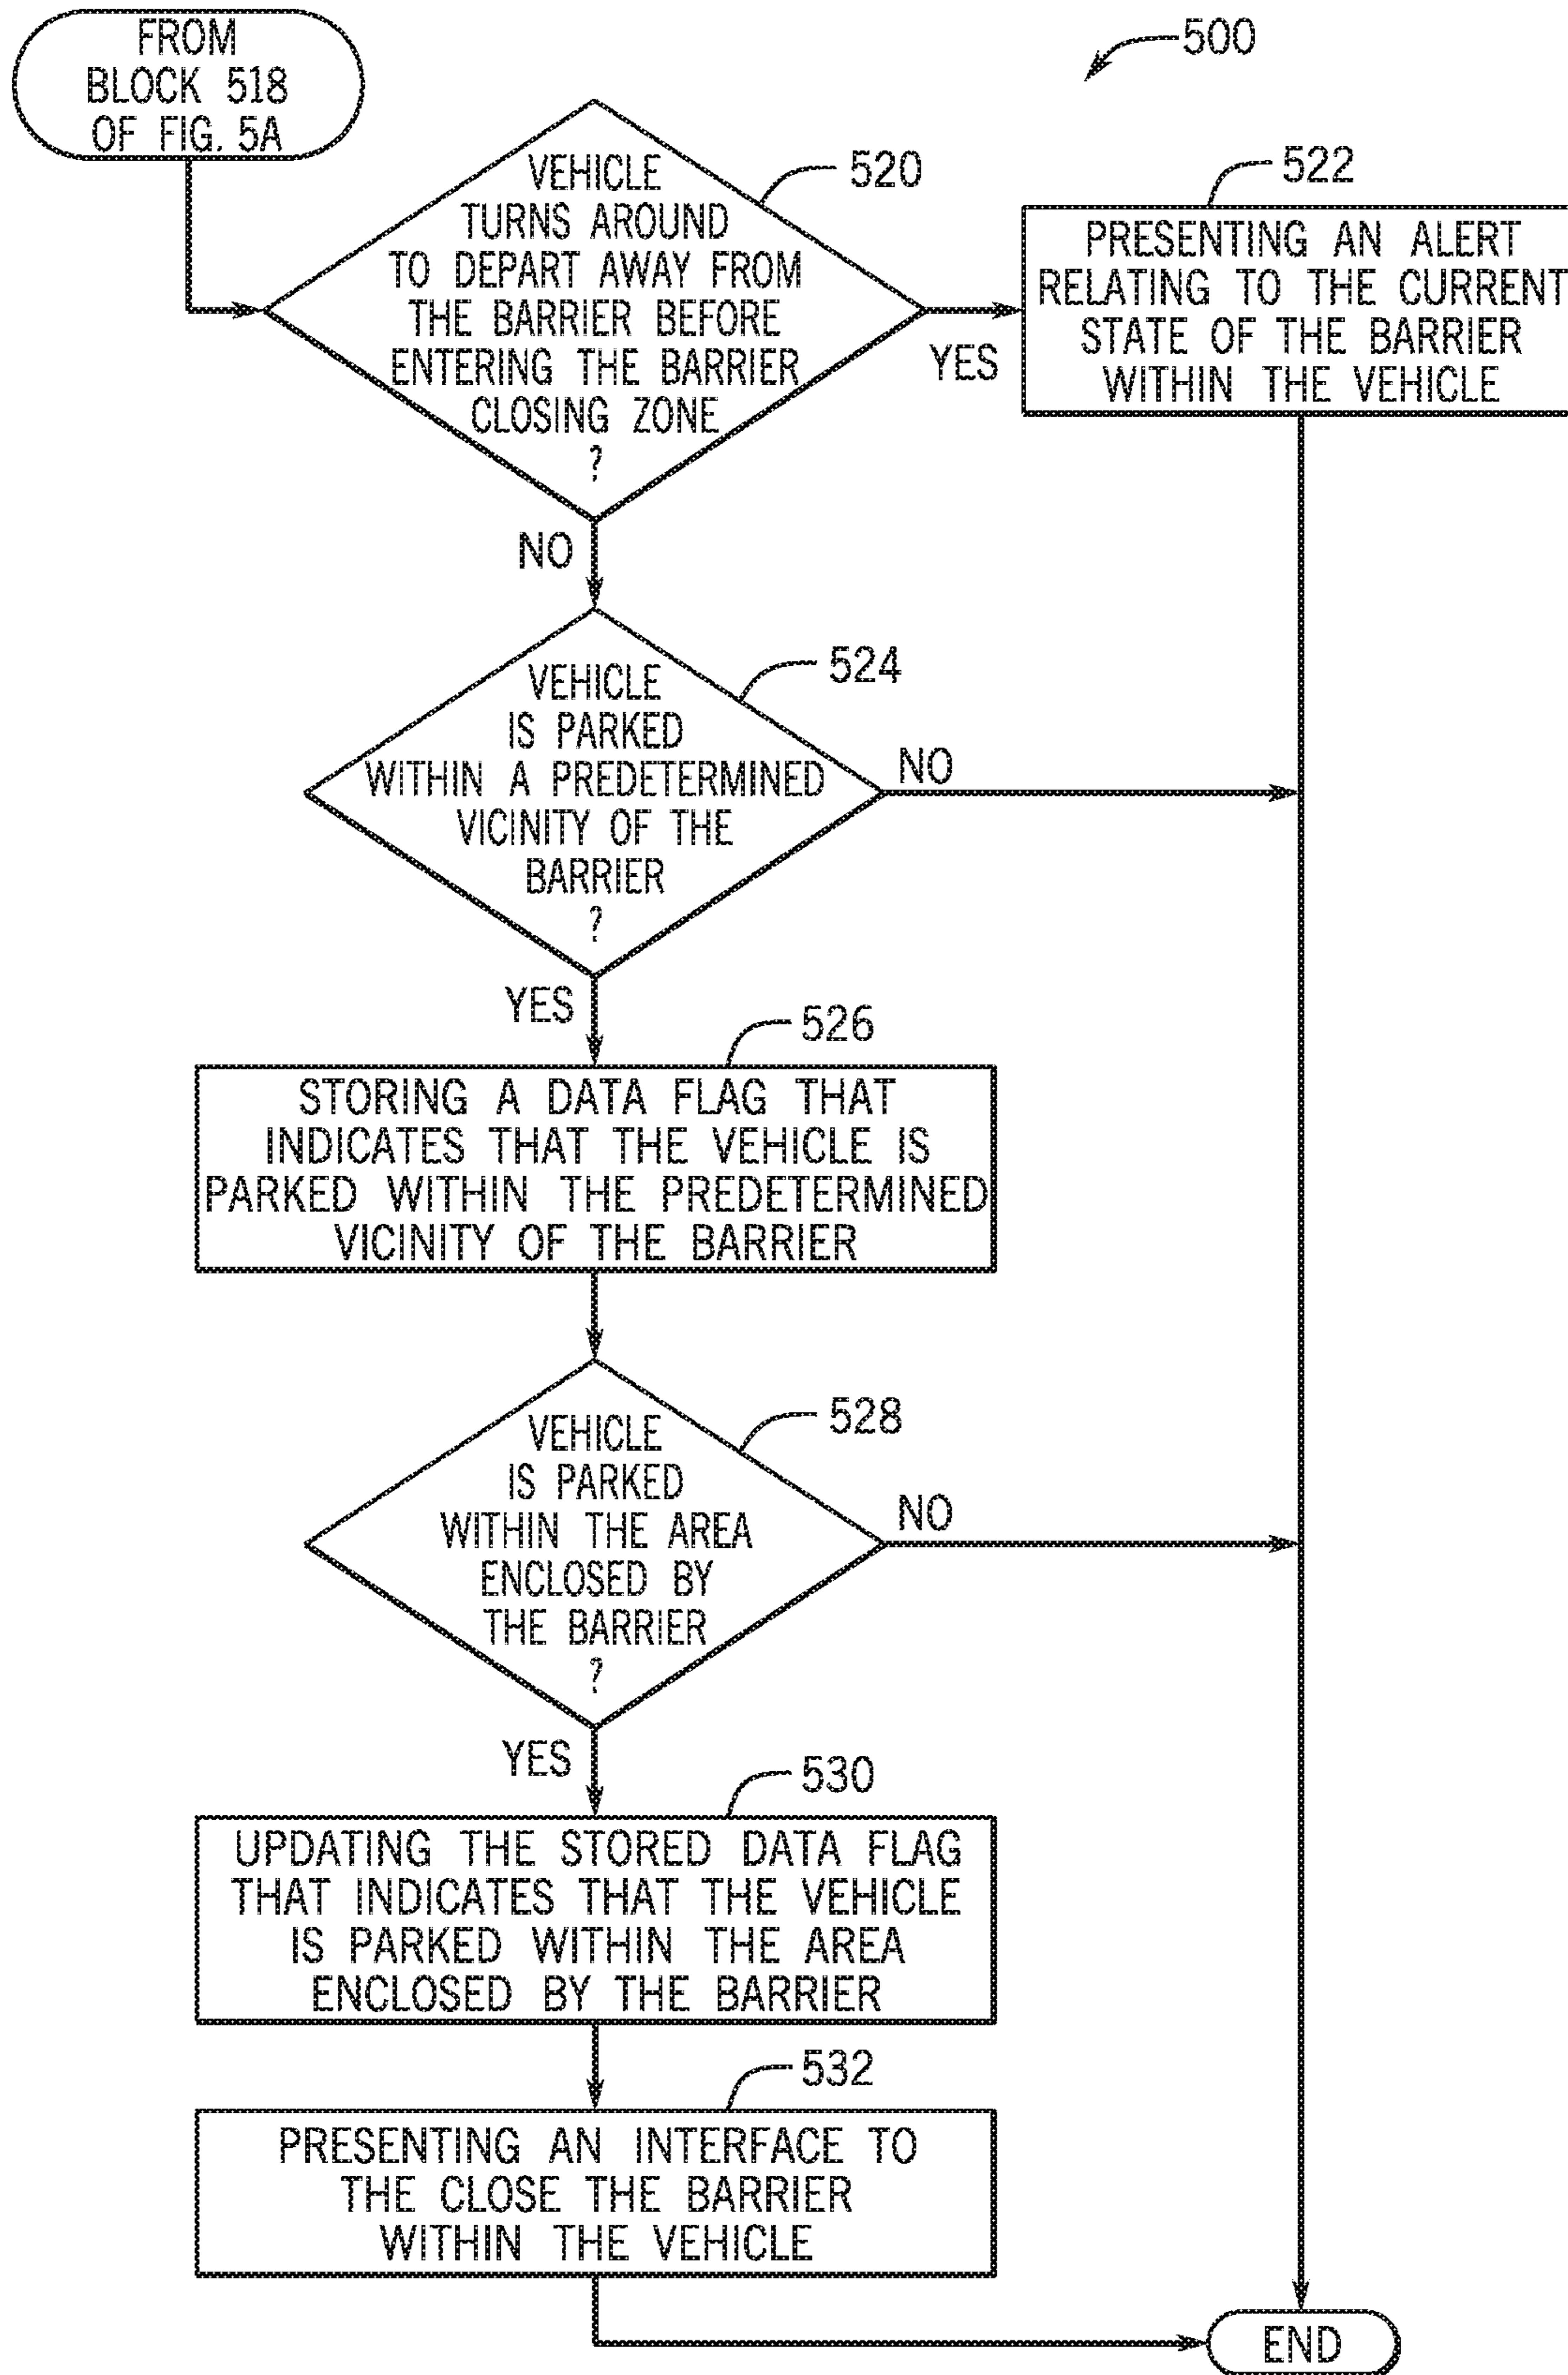 FROM
BLOCK 518
OF FIG. 5A
500
VEHICLE
TURNS AROUND
TO DEPART AWAY FROM
THE BARRIER BEFORE
ENTERING THE BARRIER
CLOSING ZONE
?
520
YES
522
PRESENTING AN ALERT
RELATING TO THE CURRENT
STATE OF THE BARRIER
WITHIN THE VEHICLE
NO
VEHICLE
IS PARKED
WITHIN A PREDETERMINED
VICINITY OF THE
BARRIER
?
524
NO
YES
526
STORING A DATA FLAG THAT
INDICATES THAT THE VEHICLE IS
PARKED WITHIN THE PREDETERMINED
VICINITY OF THE BARRIER
VEHICLE
IS PARKED
WITHIN THE AREA
ENCLOSED BY
THE BARRIER
?
528
NO
YES
530
UPDATING THE STORED DATA FLAG
THAT INDICATES THAT THE VEHICLE
IS PARKED WITHIN THE AREA
ENCLOSED BY THE BARRIER
532
PRESENTING AN INTERFACE TO
THE CLOSE THE BARRIER
WITHIN THE VEHICLE
END